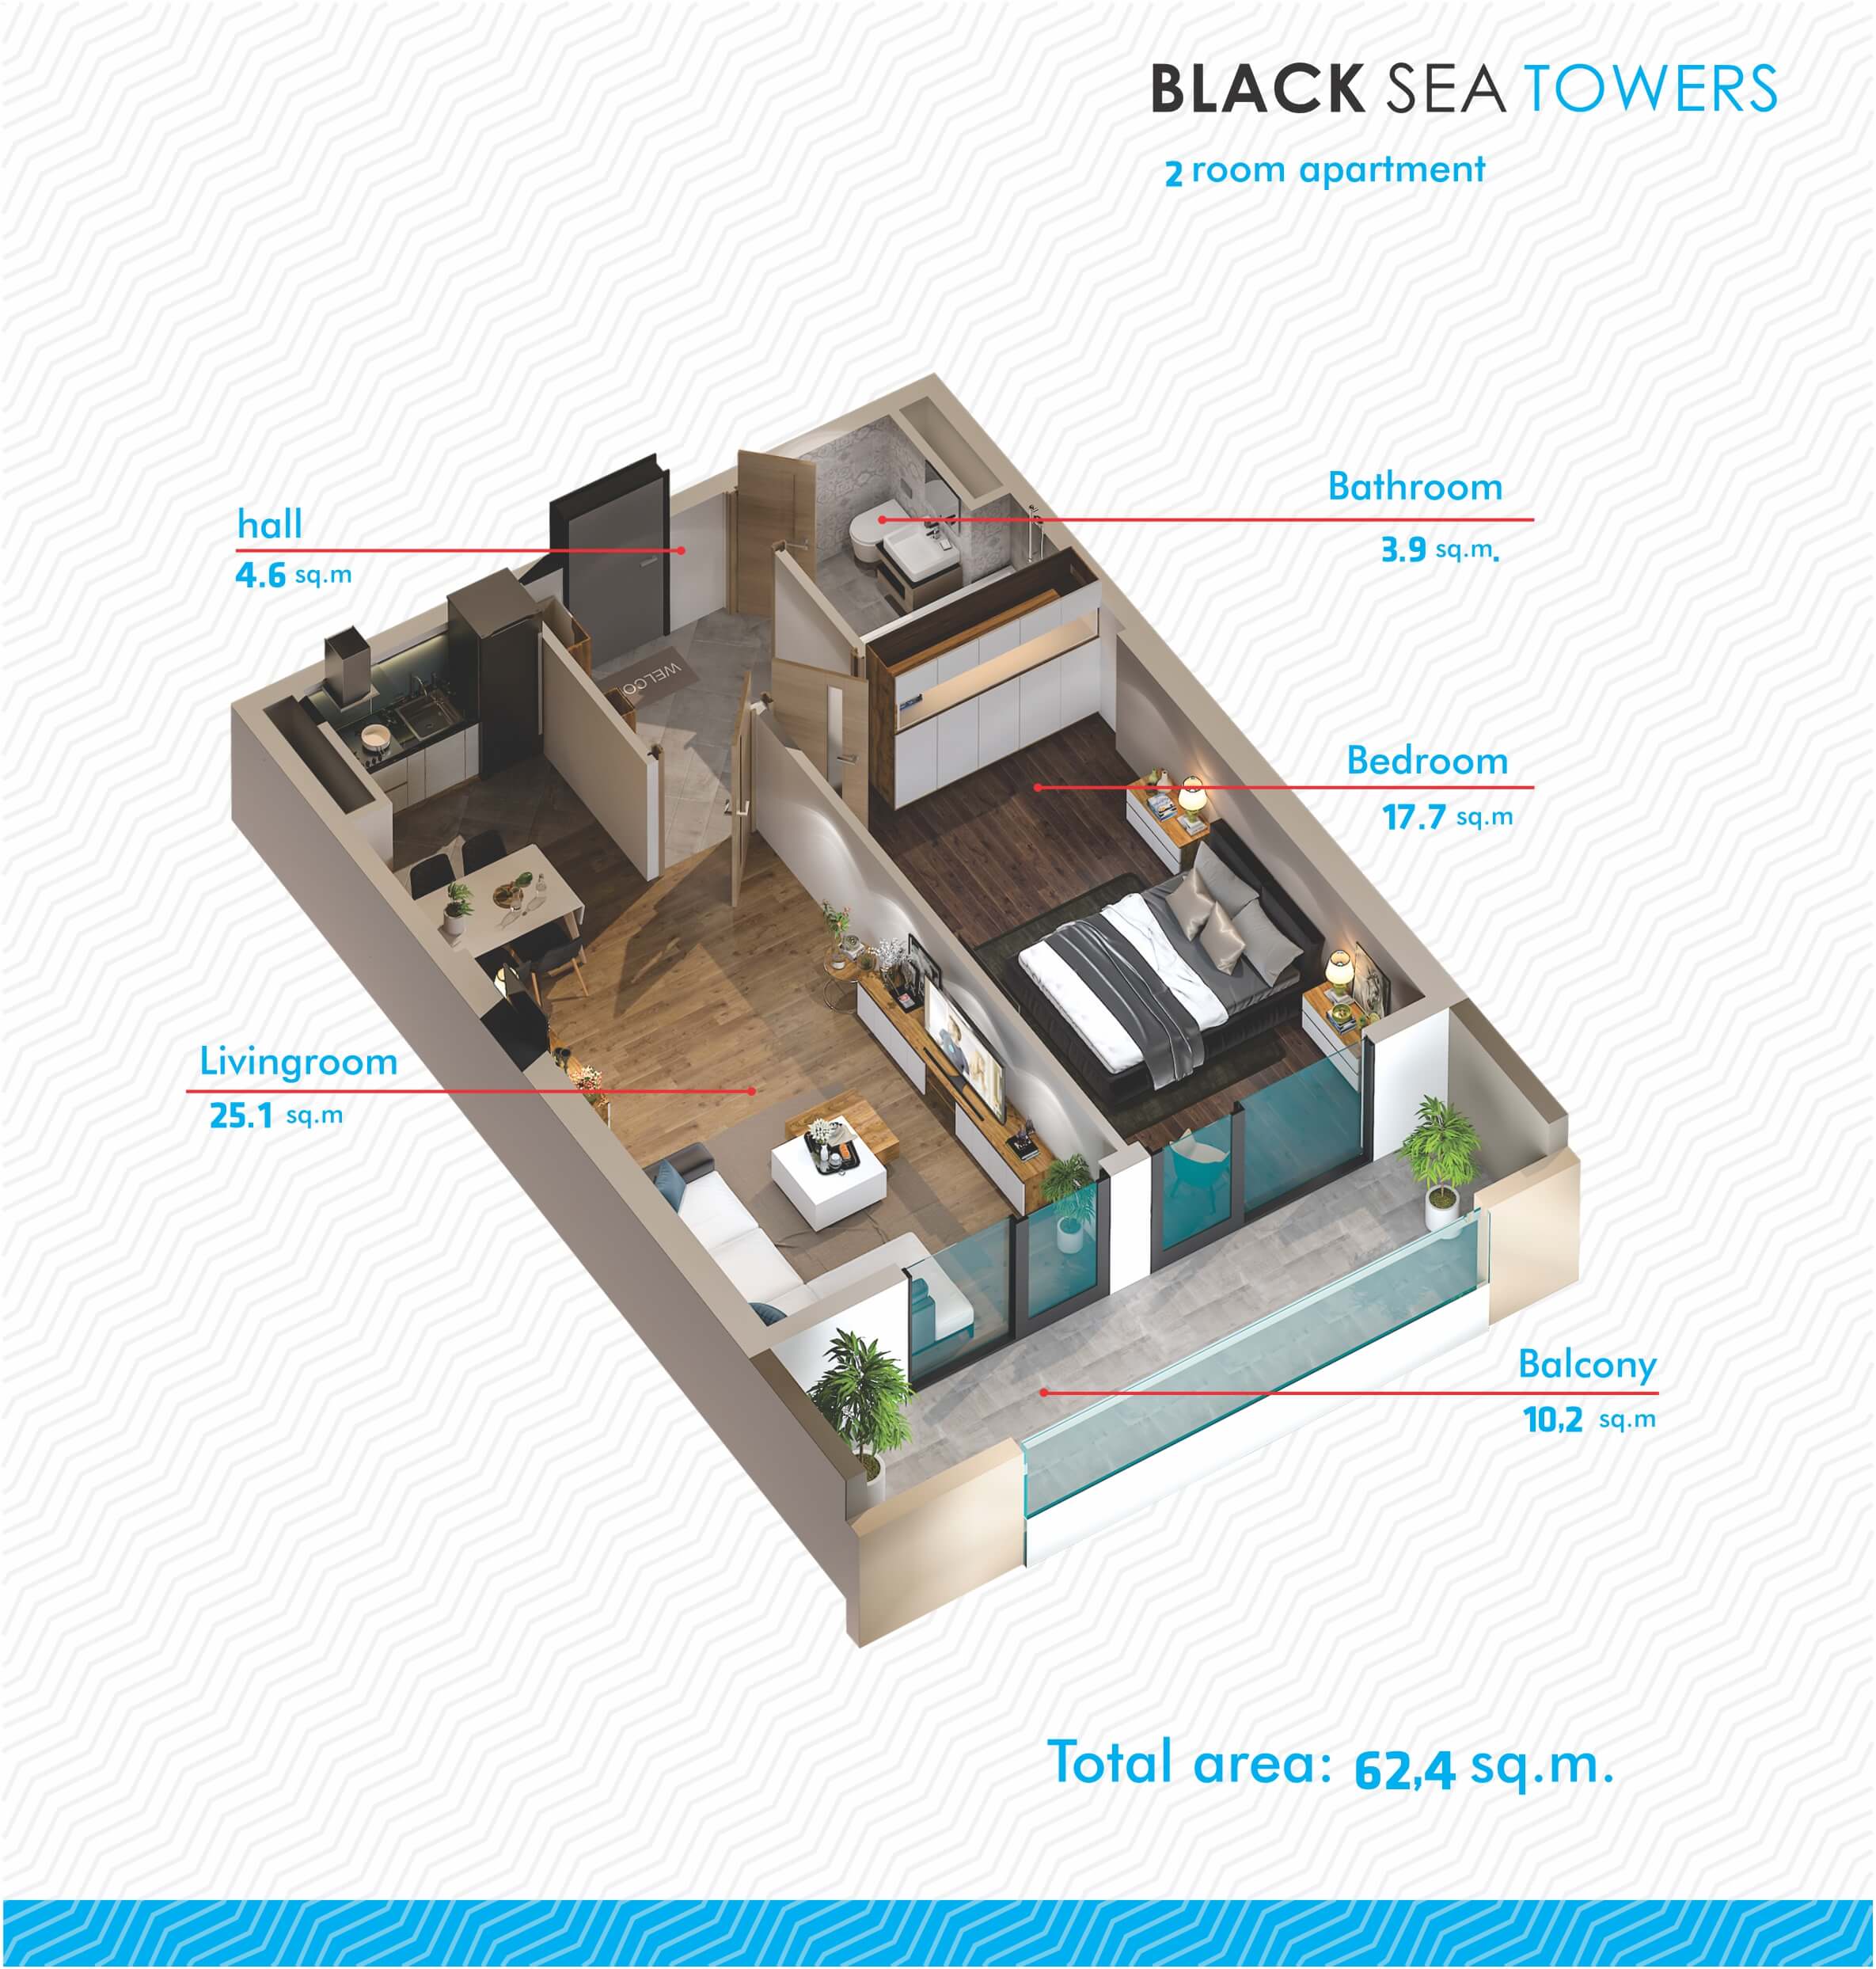 BLACK SEA TOWERS
2 room apartment
hall
4.6 sq.m
Bathroom
3.9 sq.m.
WELCO
Bedroom
17.7 sq.m
Livingroom
25.1 sq.m
Balcony
10,2 sq.m
Total area: 62,4 sq.m.